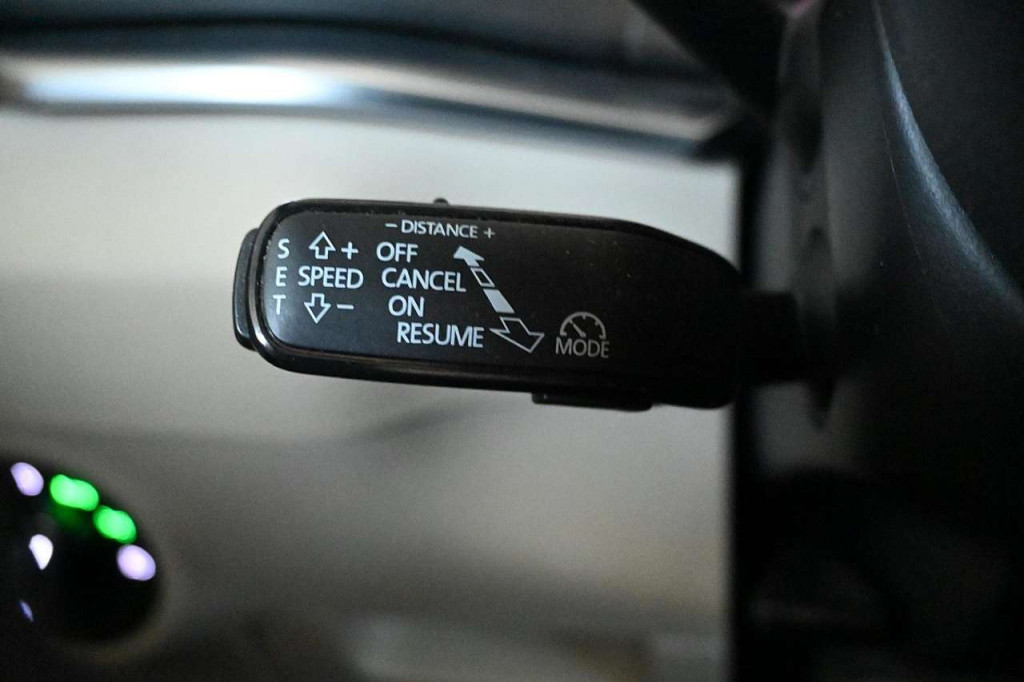 - DISTANCE +
S + OFF
E SPEED CANCEL
T - ON
RESUME
MODE